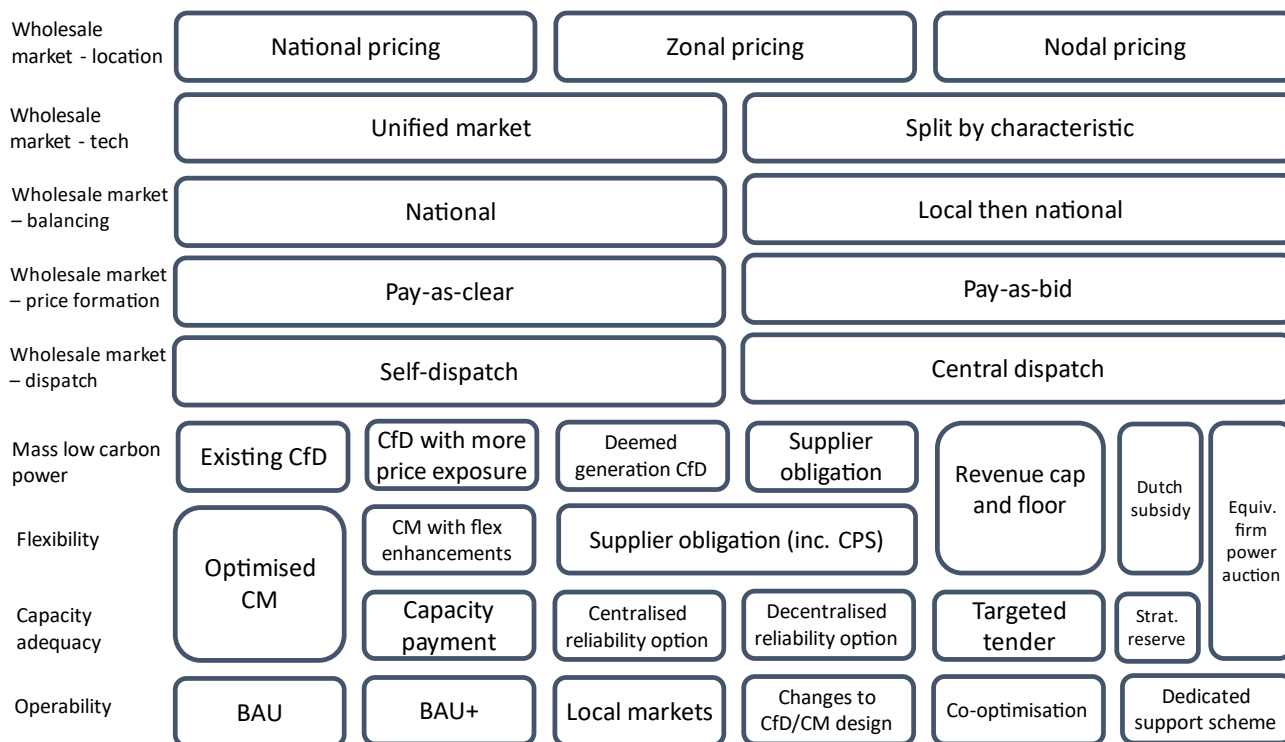 Wholesale
market - location
National pricing
Zonal pricing
Nodal pricing
Wholesale
market - tech
Unified market
Split by characteristic
Wholesale market
– balancing
National
Local then national
Wholesale market
– price formation
Pay-as-clear
Pay-as-bid
Wholesale market
– dispatch
Self-dispatch
Central dispatch
Mass low carbon
power
Existing CfD
CfD with more
price exposure
Deemed
generation CfD
Supplier
obligation
Revenue cap
and floor
Dutch
subsidy
Equiv.
firm
power
auction
Flexibility
Optimised
CM
CM with flex
enhancements
Supplier obligation (inc. CPS)
Capacity
adequacy
Capacity
payment
Centralised
reliability option
Decentralised
reliability option
Targeted
tender
Strat.
reserve
Operability
BAU
BAU+
Local markets
Changes to
CfD/CM design
Co-optimisation
Dedicated
support scheme